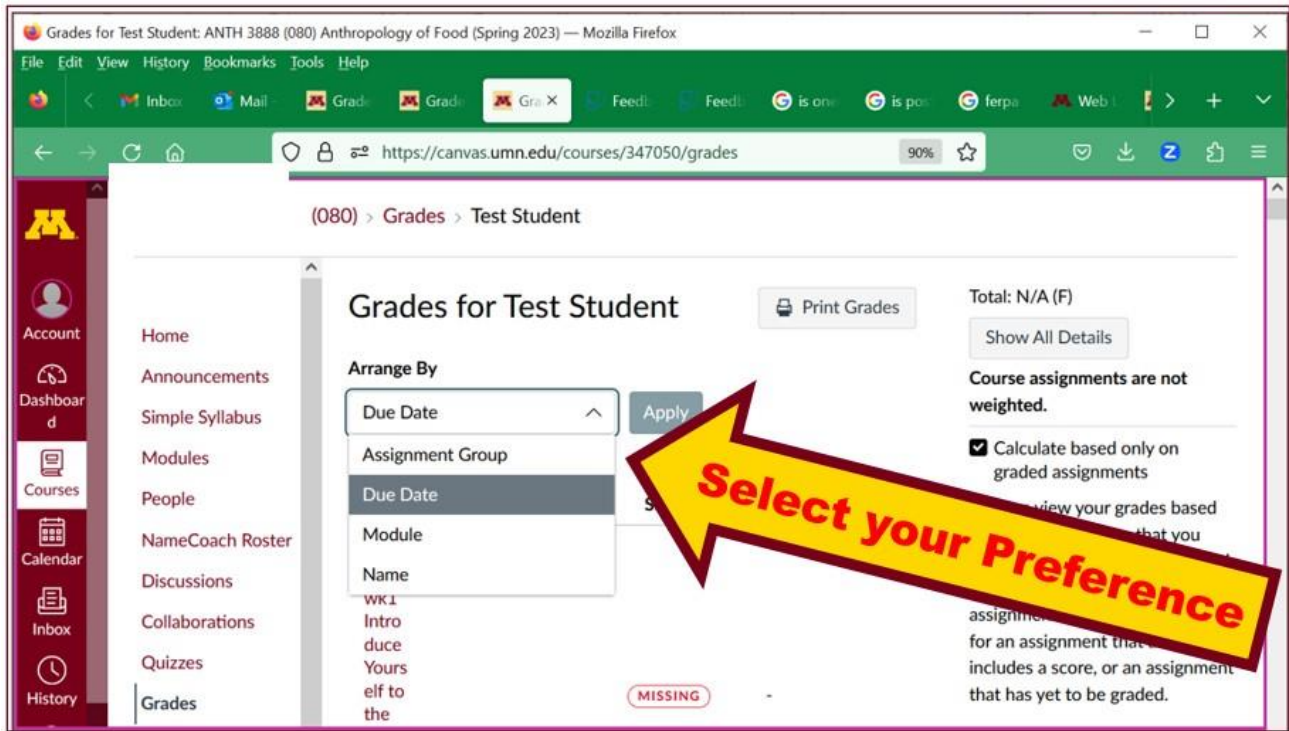 Grades for Test Student: ANTH 3888 (080) Anthropology of Food (Spring 2023) — Mozilla Firefox
File Edit View History Bookmarks Tools Help
Inbox Mail - Grade Grade Gra Feedb Feedb is one is pos ferpa Web
https://canvas.umn.edu/courses/347050/grades 90%
(080) > Grades > Test Student
M
Account
Dashboar
d
Courses
Calendar
Inbox
History
Home
Announcements
Simple Syllabus
Modules
People
NameCoach Roster
Discussions
Collaborations
Quizzes
Grades
Grades for Test Student
Print Grades
Arrange By
Due Date
Apply
Assignment Group
Due Date
Module
Name
wk1
Intro
duce
Yours
elf to
the
MISSING -
Select your Preference
Total: N/A (F)
Show All Details
Course assignments are not
weighted.
Calculate based only on
graded assignments
view your grades based
that you
for an assignment that
includes a score, or an assignment
that has yet to be graded.